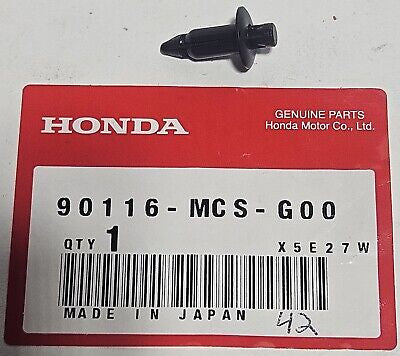 GENUINE PARTS
HONDA Honda Motor Co., Ltd.
90116-MCS-G00
QTY 1 X5E27W
MADE IN JAPAN 42